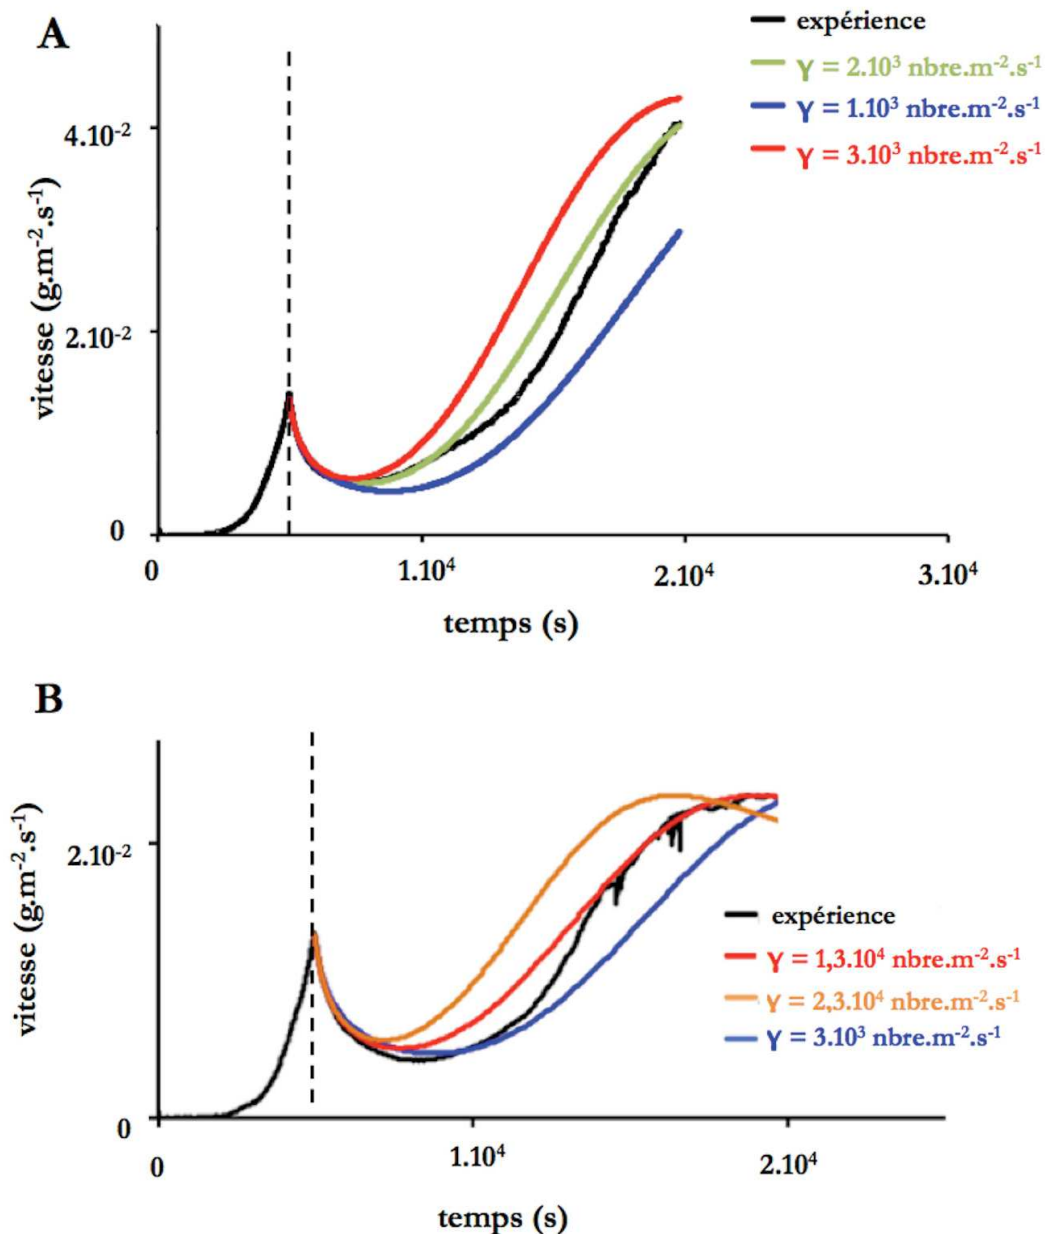 A
expérience
γ = 2.10³ nbre.m⁻².s⁻¹
γ = 1.10³ nbre.m⁻².s⁻¹
γ = 3.10³ nbre.m⁻².s⁻¹
vitesse (g.m⁻².s⁻¹)
4.10⁻²
2.10⁻²
0
0 1.10⁴ 2.10⁴ 3.10⁴
temps (s)
B
vitesse (g.m⁻².s⁻¹)
2.10⁻²
0
expérience
γ = 1,3.10⁴ nbre.m⁻².s⁻¹
γ = 2,3.10⁴ nbre.m⁻².s⁻¹
γ = 3.10³ nbre.m⁻².s⁻¹
0 1.10⁴ 2.10⁴
temps (s)